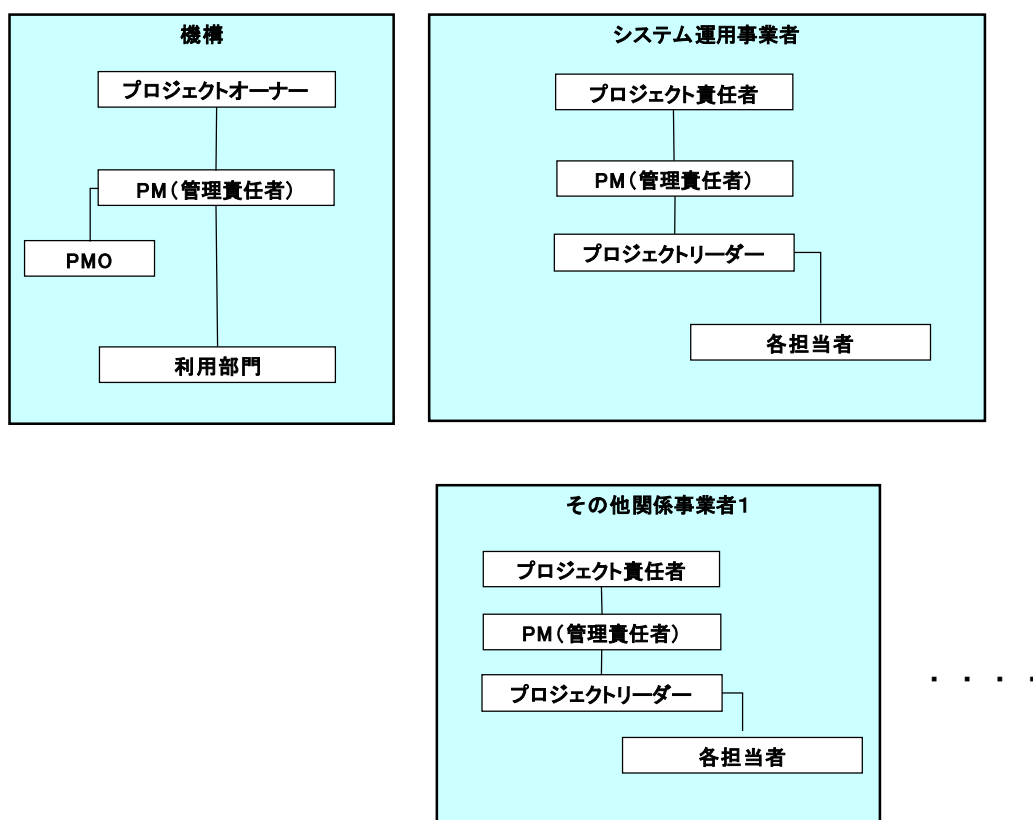 機構
プロジェクトオーナー
PM(管理責任者)
PMO
利用部門
システム運用事業者
プロジェクト責任者
PM(管理責任者)
プロジェクトリーダー
各担当者
その他関係事業者1
プロジェクト責任者
PM(管理責任者)
プロジェクトリーダー
各担当者
・・・・